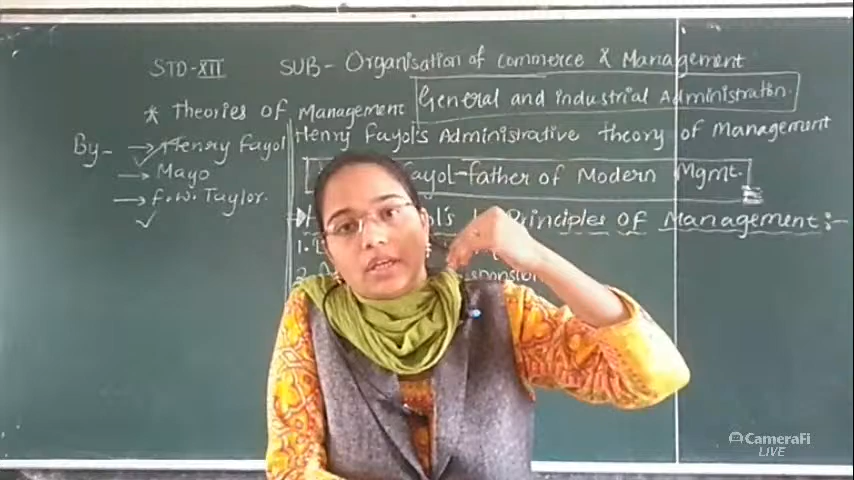 STD-XII SUB- Organisation of commerce & Management
* Theories of Management
General and industrial Administration.
By- → Henry Fayol
→ Mayo
→ F.W. Taylor.
Henry Fayol's Administrative theory of Management
Fayol-father of Modern Mgmt.
Principles of Management:-
1.
2.
CameraFi
LIVE